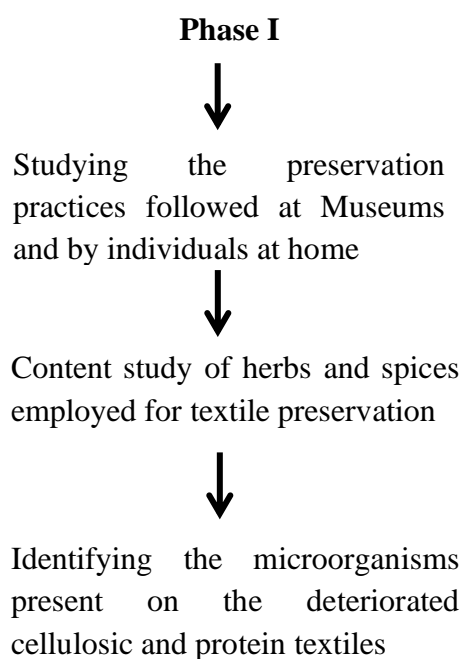 Phase I
Studying the preservation
practices followed at Museums
and by individuals at home
Content study of herbs and spices
employed for textile preservation
Identifying the microorganisms
present on the deteriorated
cellulosic and protein textiles